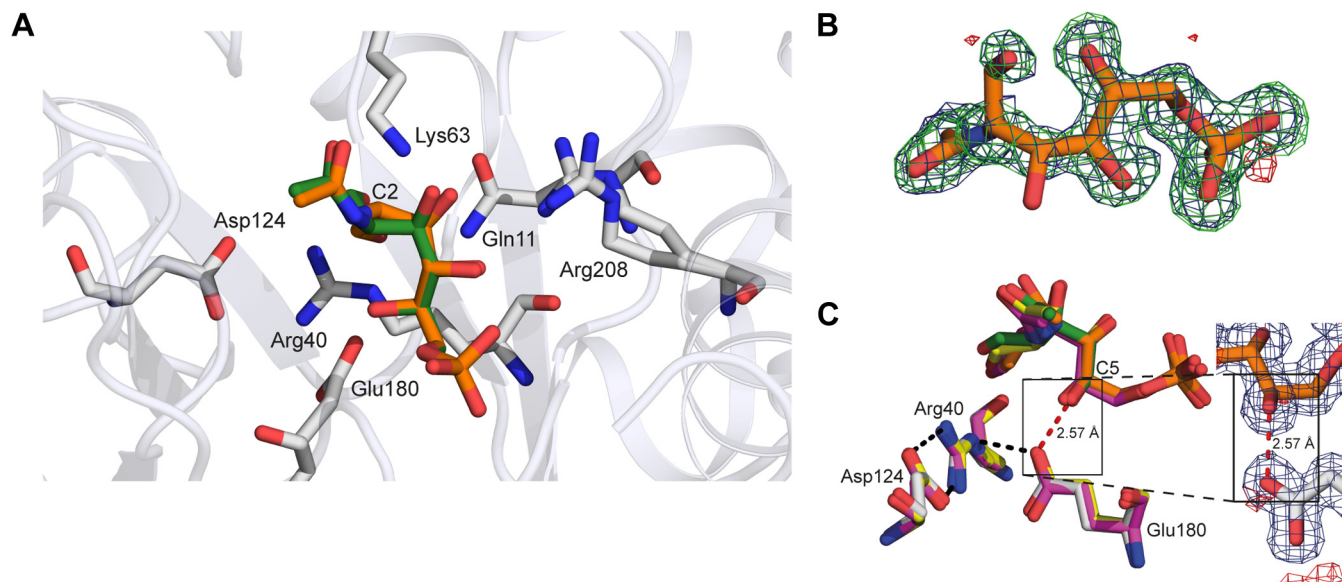 A
Lys63
C2
Asp124
Gln11
Arg208
Arg40
Glu180
B
C
C5
Arg40
2.57 Å
2.57 Å
Asp124
Glu180